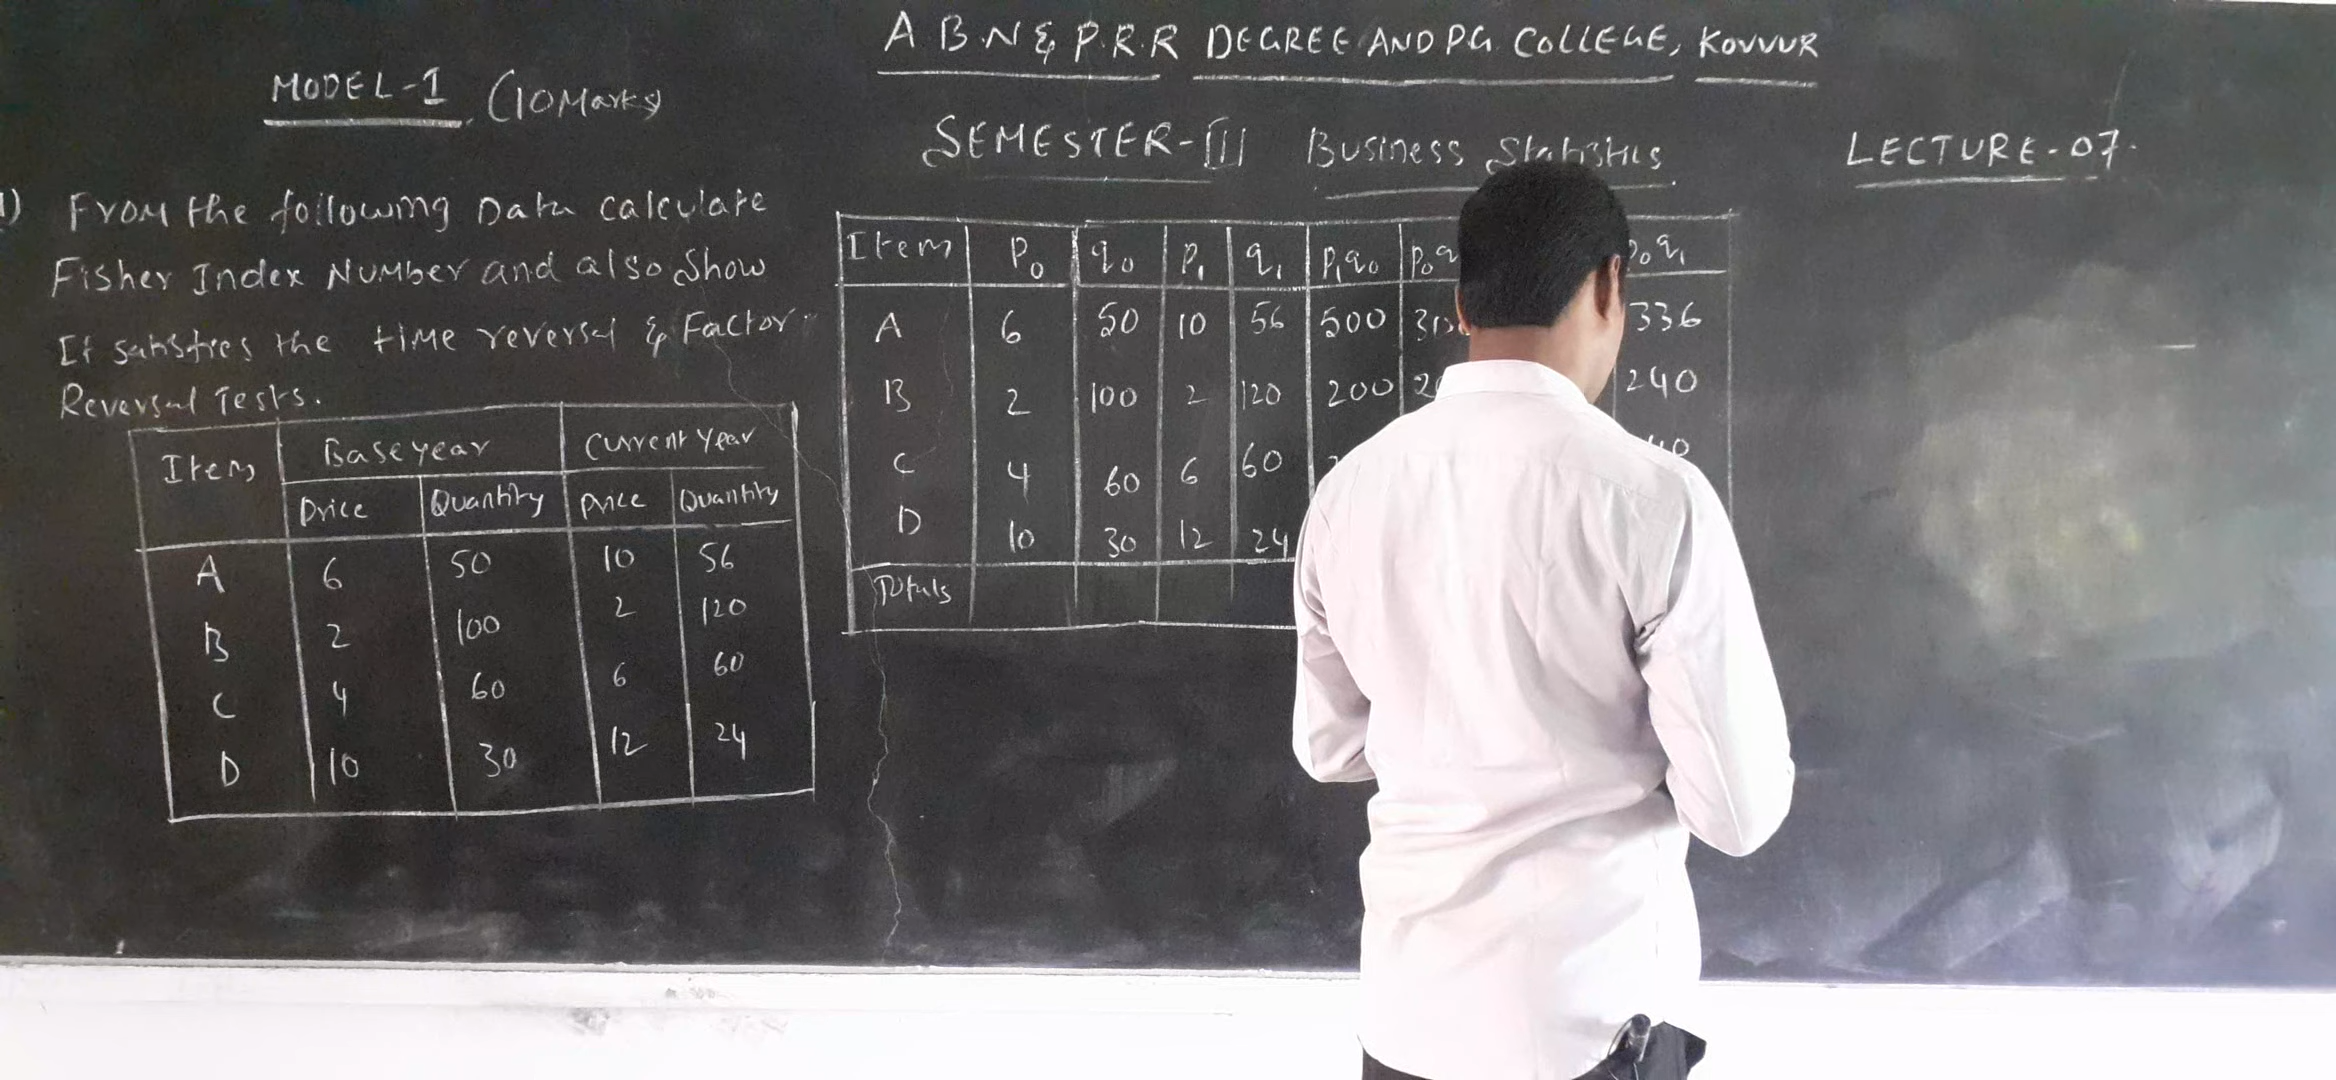 A B.N & P.R.R DEGREE AND PG. COLLEGE, KOVVUR
MODEL-I (10 Marks)
SEMESTER-III Business Statistics LECTURE-07.
1) From the following Data calculate
Fisher Index Number and also show
It satisfies the time reversal & Factor
Reversal Tests.
Item Base year Current year
Price Quantity Price Quantity
A 6 50 10 56
B 2 100 2 120
C 4 60 6 60
D 10 30 12 24
Item P₀ q₀ P₁ q₁ P₁q₀ P₀q₁
A 6 50 10 56 500 336
B 2 100 2 120 200 240
C 4 60 6 60
D 10 30 12 24
Totals